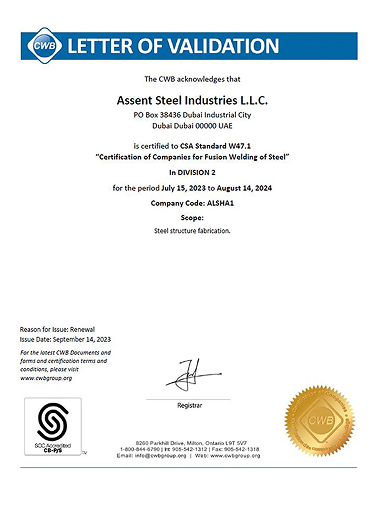 CWB LETTER OF VALIDATION
The CWB acknowledges that
Assent Steel Industries L.L.C.
PO Box 38436 Dubai Industrial City
Dubai Dubai 00000 UAE
is certified to CSA Standard W47.1
“Certification of Companies for Fusion Welding of Steel”
In DIVISION 2
for the period July 15, 2023 to August 14, 2024
Company Code: ALSHA1
Scope:
Steel structure fabrication.
Reason for Issue: Renewal
Issue Date: September 14, 2023
For the latest CWB Documents and
forms and certification terms and
conditions, please visit
www.cwbgroup.org
Registrar
SCC Accredited
CB-P/S
TM
8260 Parkhill Drive, Milton, Ontario L9T 5V7
1-800-844-6790 | Int 905-542-1312 | Fax: 905-542-1318
Email: info@cwbgroup.org | Web: www.cwbgroup.org
CWB